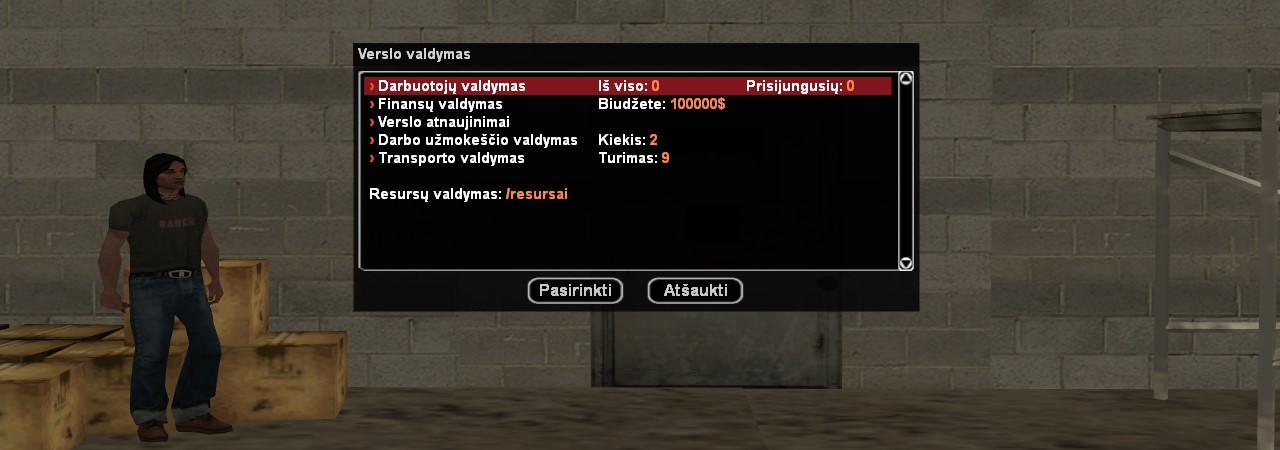 Verslo valdymas
› Darbuotojų valdymas Iš viso: 0 Prisijungusių: 0
› Finansų valdymas Biudžete: 100000$
› Verslo atnaujinimai
› Darbo užmokeščio valdymas Kiekis: 2
› Transporto valdymas Turimas: 9
Resursų valdymas: /resursai
RANCH
Pasirinkti Atšaukti